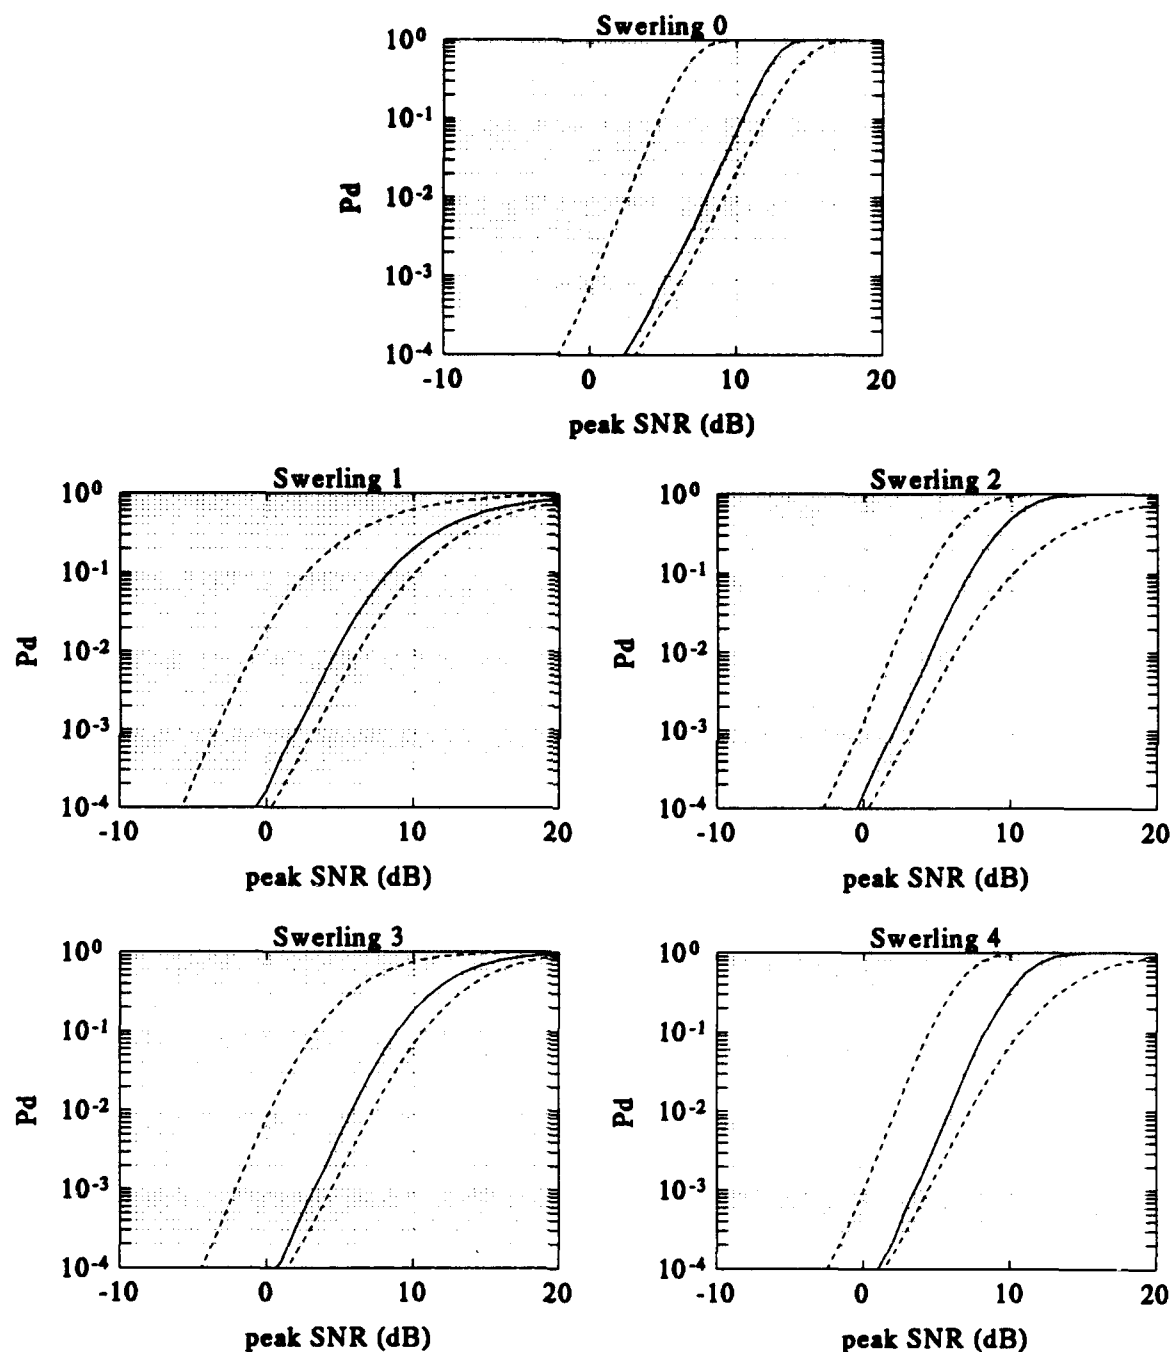 Swerling 0
10⁰
10⁻¹
10⁻²
10⁻³
10⁻⁴
Pd
-10 0 10 20
peak SNR (dB)
Swerling 1
10⁰
10⁻¹
10⁻²
10⁻³
10⁻⁴
Pd
-10 0 10 20
peak SNR (dB)
Swerling 2
10⁰
10⁻¹
10⁻²
10⁻³
10⁻⁴
Pd
-10 0 10 20
peak SNR (dB)
Swerling 3
10⁰
10⁻¹
10⁻²
10⁻³
10⁻⁴
Pd
-10 0 10 20
peak SNR (dB)
Swerling 4
10⁰
10⁻¹
10⁻²
10⁻³
10⁻⁴
Pd
-10 0 10 20
peak SNR (dB)